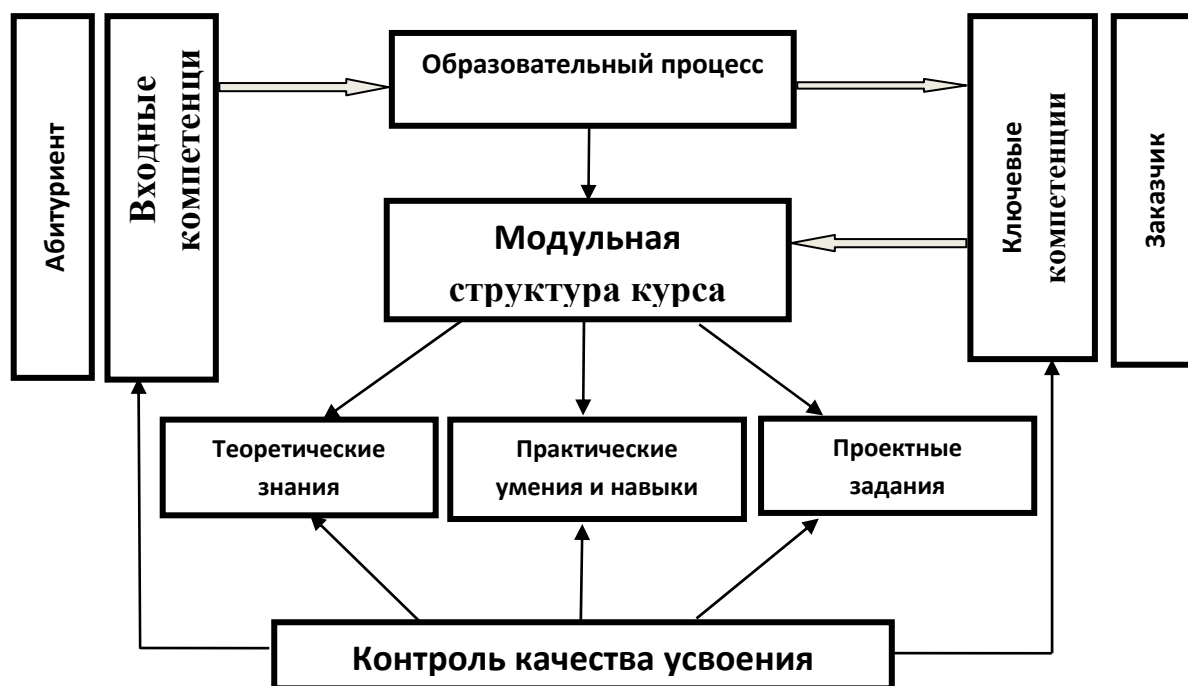 Абитуриент
Входные
компетенци
Образовательный процесс
Ключевые
компетенции
Заказчик
Модульная
структура курса
Теоретические
знания
Практические
умения и навыки
Проектные
задания
Контроль качества усвоения